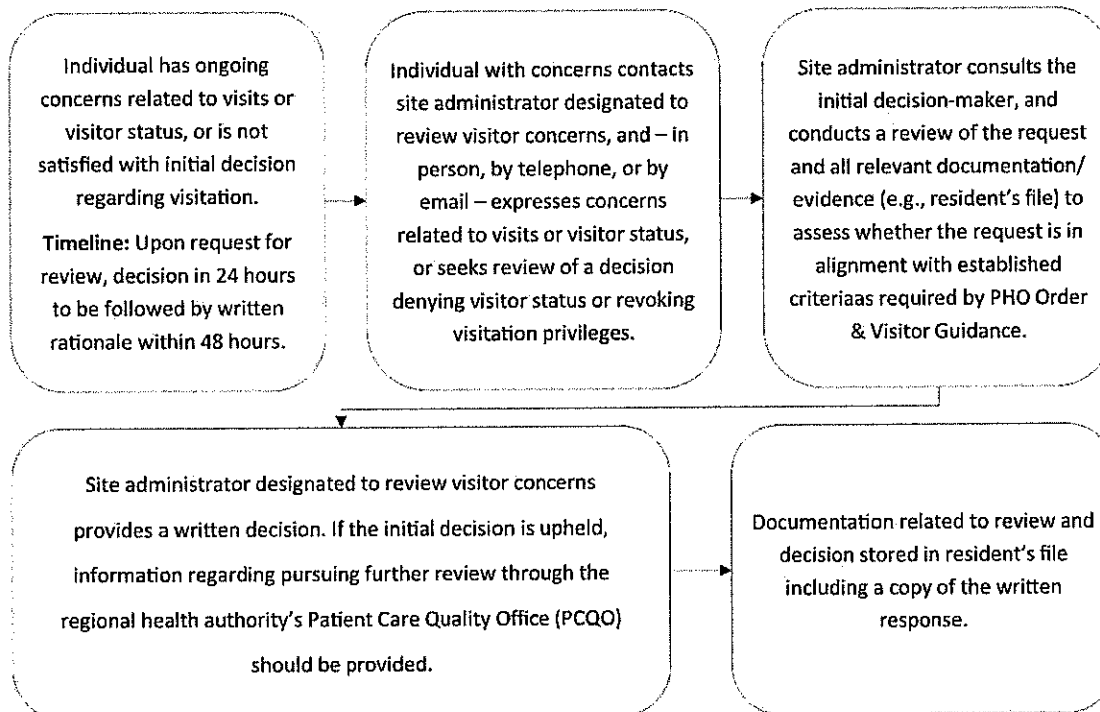 Individual has ongoing
concerns related to visits or
visitor status, or is not
satisfied with initial decision
regarding visitation.
Timeline: Upon request for
review, decision in 24 hours
to be followed by written
rationale within 48 hours.
Individual with concerns contacts
site administrator designated to
review visitor concerns, and – in
person, by telephone, or by
email – expresses concerns
related to visits or visitor status,
or seeks review of a decision
denying visitor status or revoking
visitation privileges.
Site administrator consults the
initial decision-maker, and
conducts a review of the request
and all relevant documentation/
evidence (e.g., resident's file) to
assess whether the request is in
alignment with established
criteriaas required by PHO Order
& Visitor Guidance.
Site administrator designated to review visitor concerns
provides a written decision. If the initial decision is upheld,
information regarding pursuing further review through the
regional health authority's Patient Care Quality Office (PCQO)
should be provided.
Documentation related to review and
decision stored in resident's file
including a copy of the written
response.